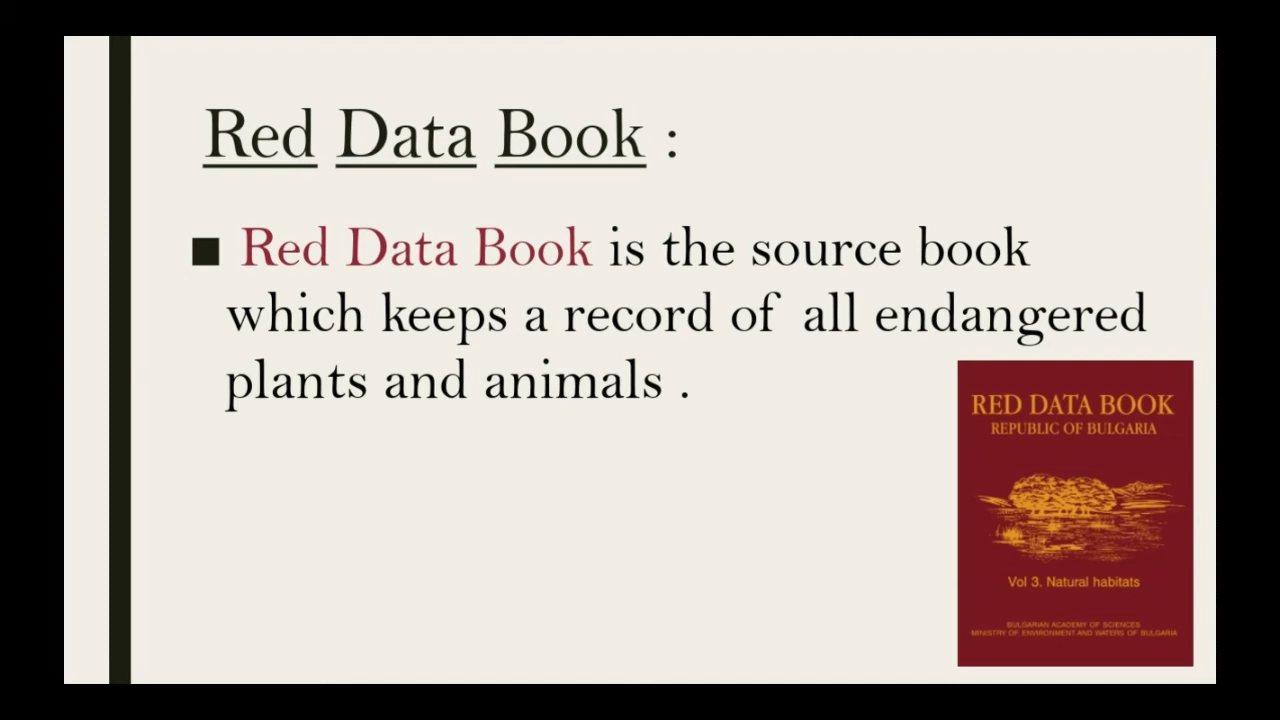 Red Data Book :
■ Red Data Book is the source book
which keeps a record of all endangered
plants and animals .
RED DATA BOOK
REPUBLIC OF BULGARIA
Vol 3. Natural habitats
BULGARIAN ACADEMY OF SCIENCES
MINISTRY OF ENVIRONMENT AND WATERS OF BULGARIA